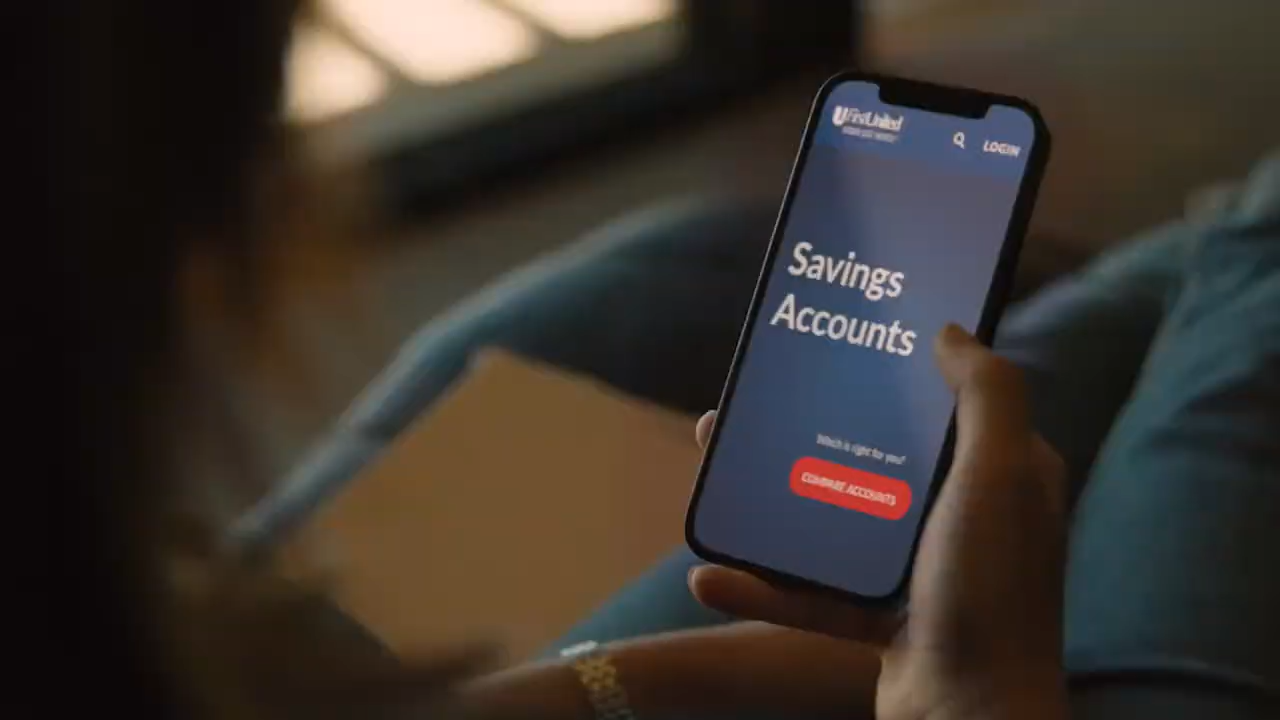 FirstUnited
LOGIN
Savings
Accounts
Which is right for you?
COMPARE ACCOUNTS